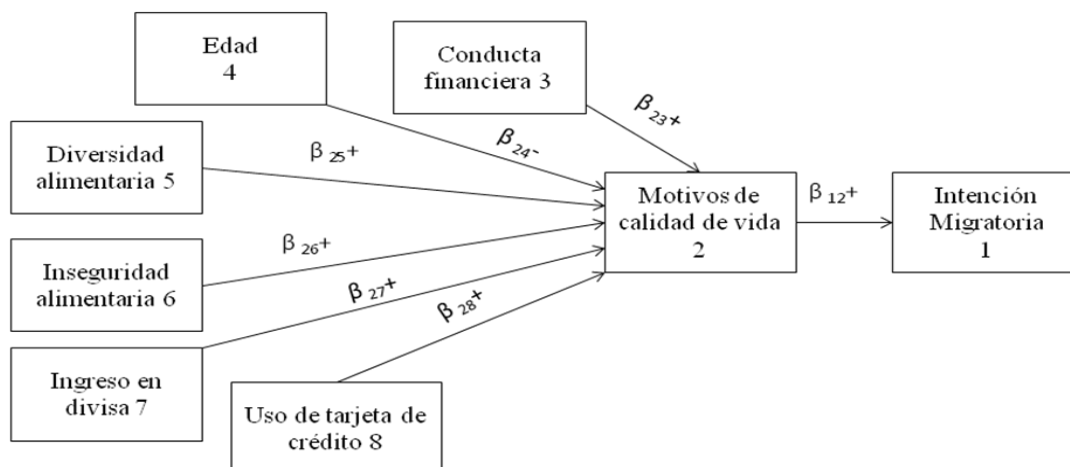 Edad
4
Conducta
financiera 3
β 23+
β 24-
Diversidad
alimentaria 5
β 25+
Motivos de
calidad de vida
2
β 12+
Intención
Migratoria
1
Inseguridad
alimentaria 6
β 26+
β 27+
β 28+
Ingreso en
divisa 7
Uso de tarjeta de
crédito 8